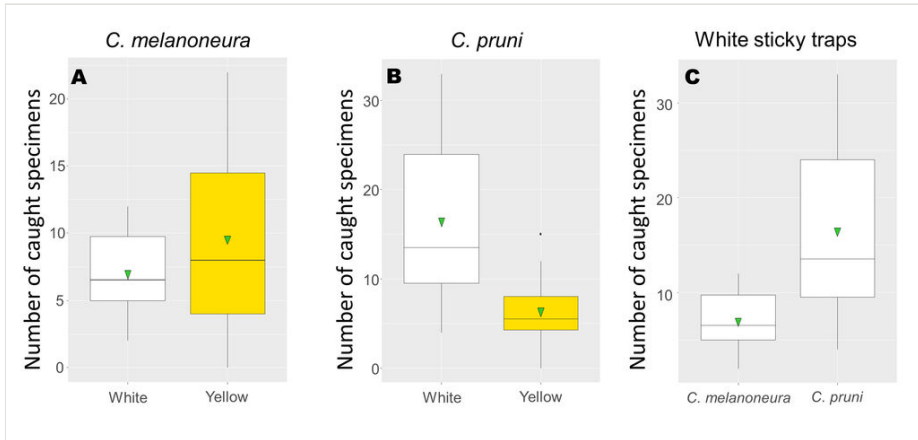 C. melanoneura
A
Number of caught specimens
20
15
10
5
0
White
Yellow
C. pruni
B
Number of caught specimens
30
20
10
0
White
Yellow
White sticky traps
C
Number of caught specimens
30
20
10
C. melanoneura
C. pruni